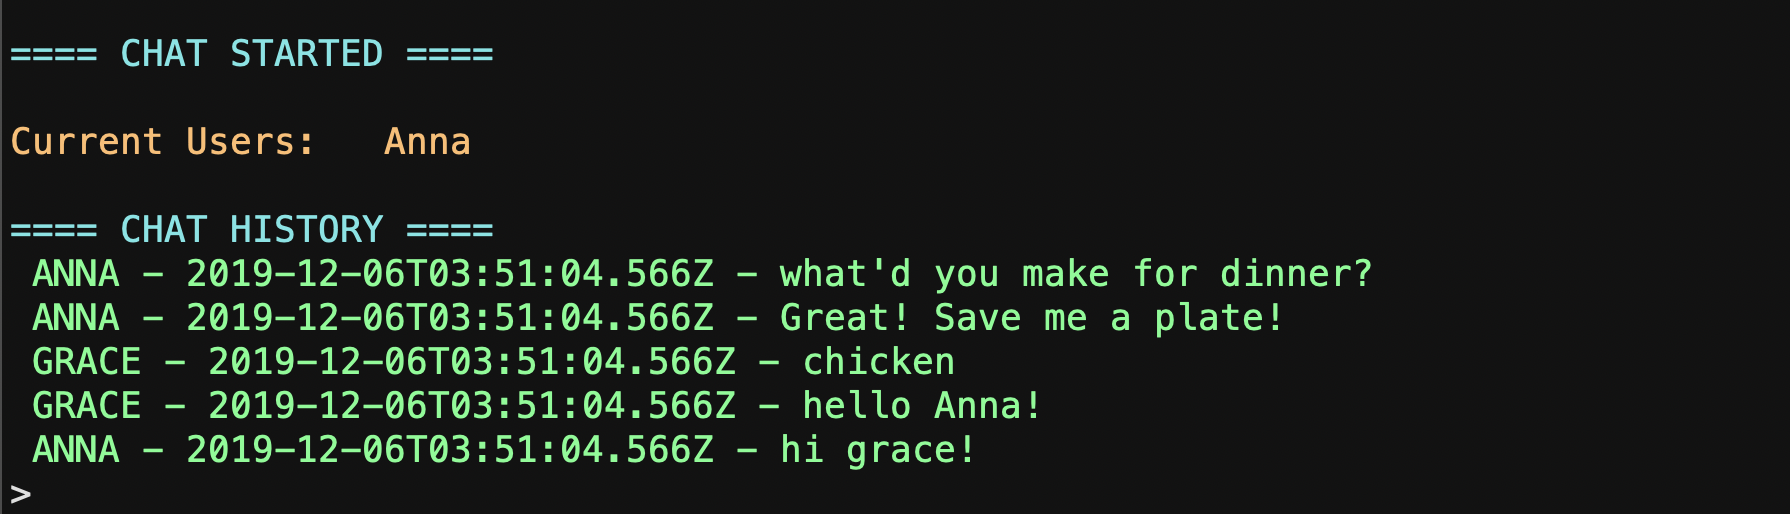 ==== CHAT STARTED ====
Current Users:   Anna
==== CHAT HISTORY ====
ANNA - 2019-12-06T03:51:04.566Z - what'd you make for dinner?
ANNA - 2019-12-06T03:51:04.566Z - Great! Save me a plate!
GRACE - 2019-12-06T03:51:04.566Z - chicken
GRACE - 2019-12-06T03:51:04.566Z - hello Anna!
ANNA - 2019-12-06T03:51:04.566Z - hi grace!
>